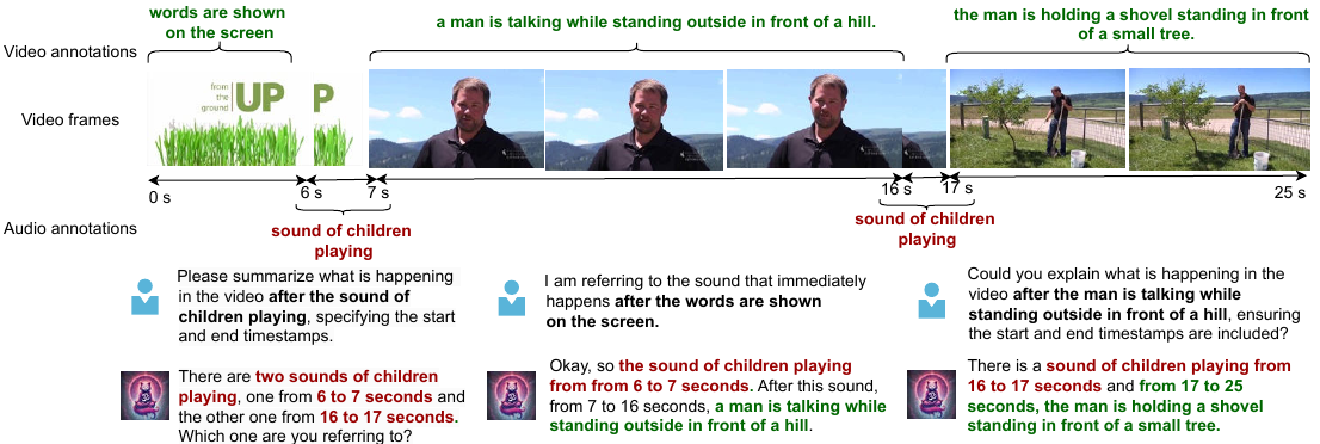 words are shown
on the screen
a man is talking while standing outside in front of a hill.
the man is holding a shovel standing in front
of a small tree.
Video annotations
Video frames
from
the
ground
UP
P
0 s
6 s
7 s
16 s
17 s
25 s
Audio annotations
sound of children
playing
sound of children
playing
Please summarize what is happening
in the video after the sound of
children playing, specifying the start
and end timestamps.
I am referring to the sound that immediately
happens after the words are shown
on the screen.
Could you explain what is happening in the
video after the man is talking while
standing outside in front of a hill, ensuring
the start and end timestamps are included?
There are two sounds of children
playing, one from 6 to 7 seconds and
the other one from 16 to 17 seconds.
Which one are you referring to?
Okay, so the sound of children playing
from from 6 to 7 seconds. After this sound,
from 7 to 16 seconds, a man is talking while
standing outside in front of a hill.
There is a sound of children playing from
16 to 17 seconds and from 17 to 25
seconds, the man is holding a shovel
standing in front of a small tree.